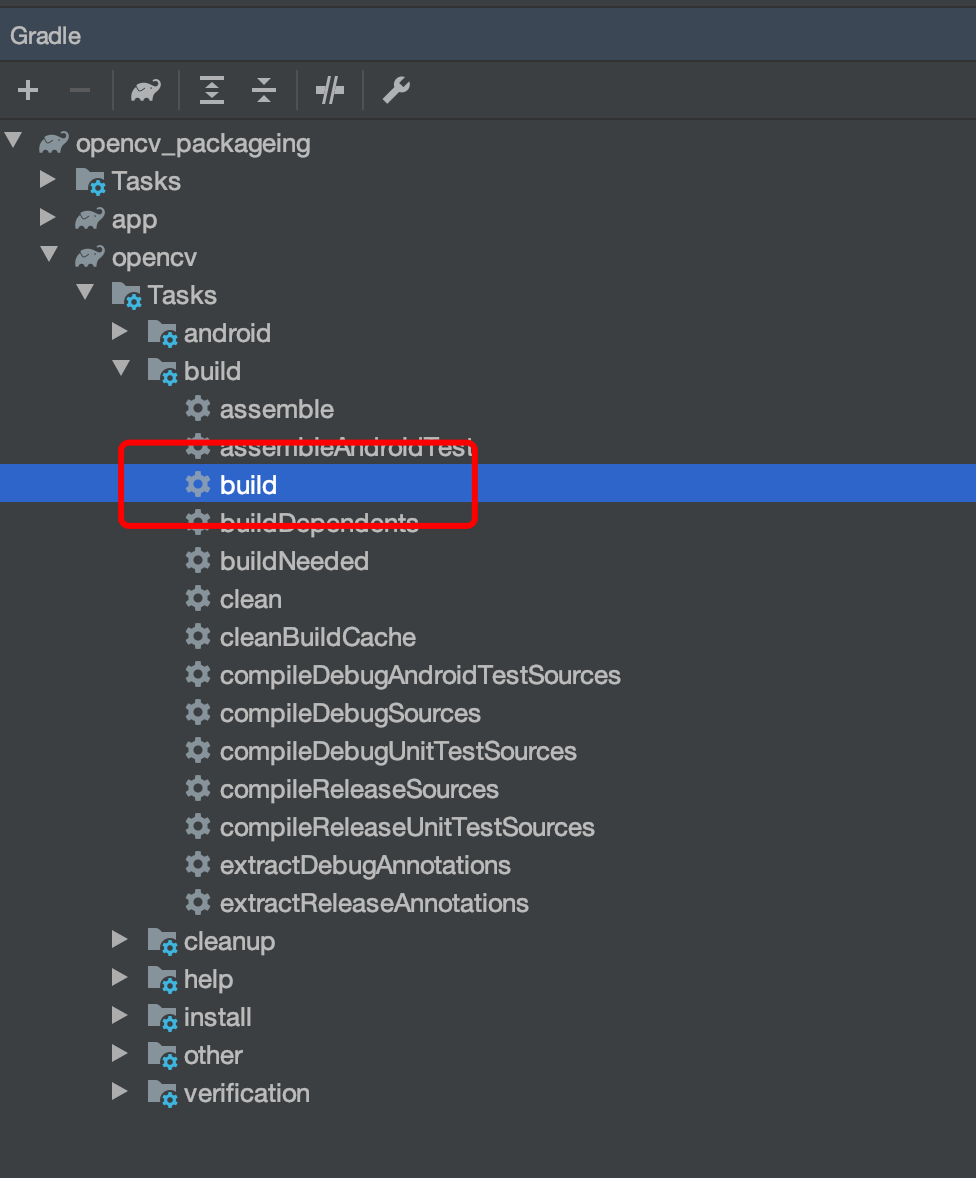 Gradle
opencv_packageing
Tasks
app
opencv
Tasks
android
build
assemble
assembleAndroidTest
build
buildDependents
buildNeeded
clean
cleanBuildCache
compileDebugAndroidTestSources
compileDebugSources
compileDebugUnitTestSources
compileReleaseSources
compileReleaseUnitTestSources
extractDebugAnnotations
extractReleaseAnnotations
cleanup
help
install
other
verification